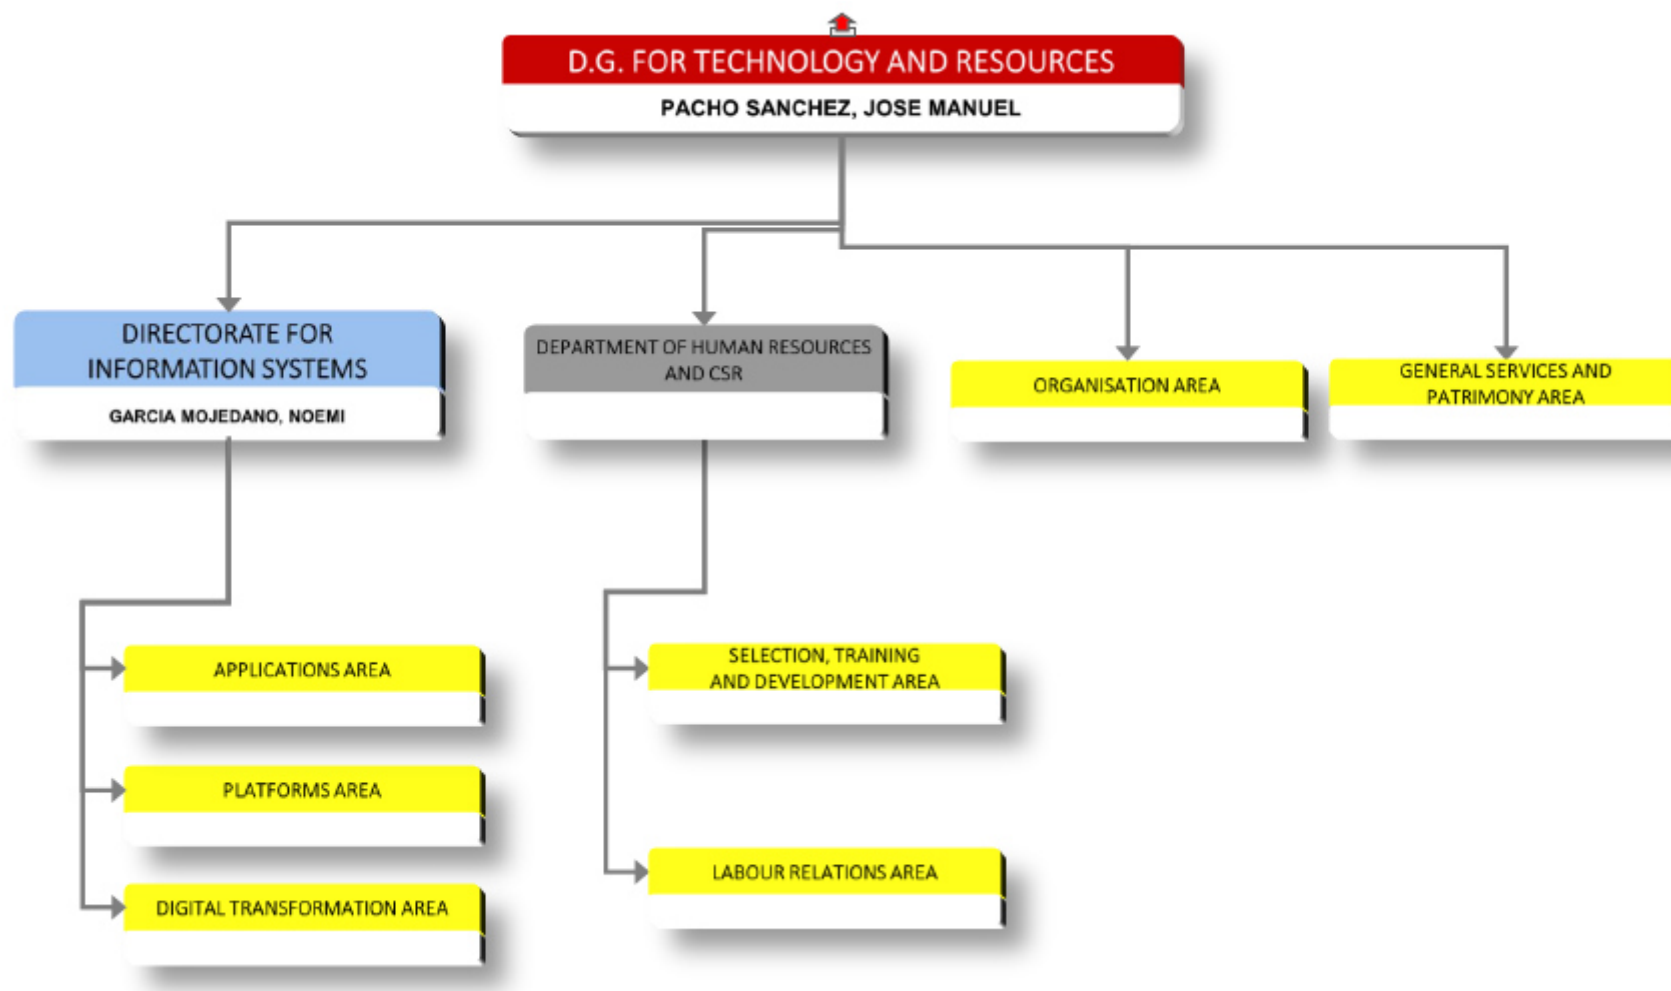 D.G. FOR TECHNOLOGY AND RESOURCES
PACHO SANCHEZ, JOSE MANUEL
DIRECTORATE FOR
INFORMATION SYSTEMS
GARCIA MOJEDANO, NOEMI
DEPARTMENT OF HUMAN RESOURCES
AND CSR
ORGANISATION AREA
GENERAL SERVICES AND
PATRIMONY AREA
APPLICATIONS AREA
PLATFORMS AREA
DIGITAL TRANSFORMATION AREA
SELECTION, TRAINING
AND DEVELOPMENT AREA
LABOUR RELATIONS AREA